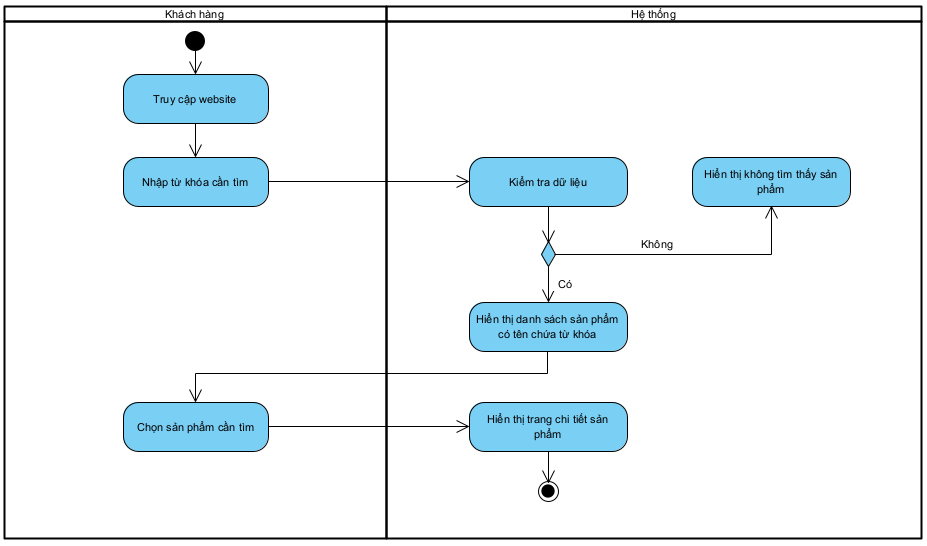 Khách hàng
Hệ thống
Truy cập website
Nhập từ khóa cần tìm
Kiểm tra dữ liệu
Hiển thị không tìm thấy sản
phẩm
Không
Có
Hiển thị danh sách sản phẩm
có tên chứa từ khóa
Chọn sản phẩm cần tìm
Hiển thị trang chi tiết sản
phẩm